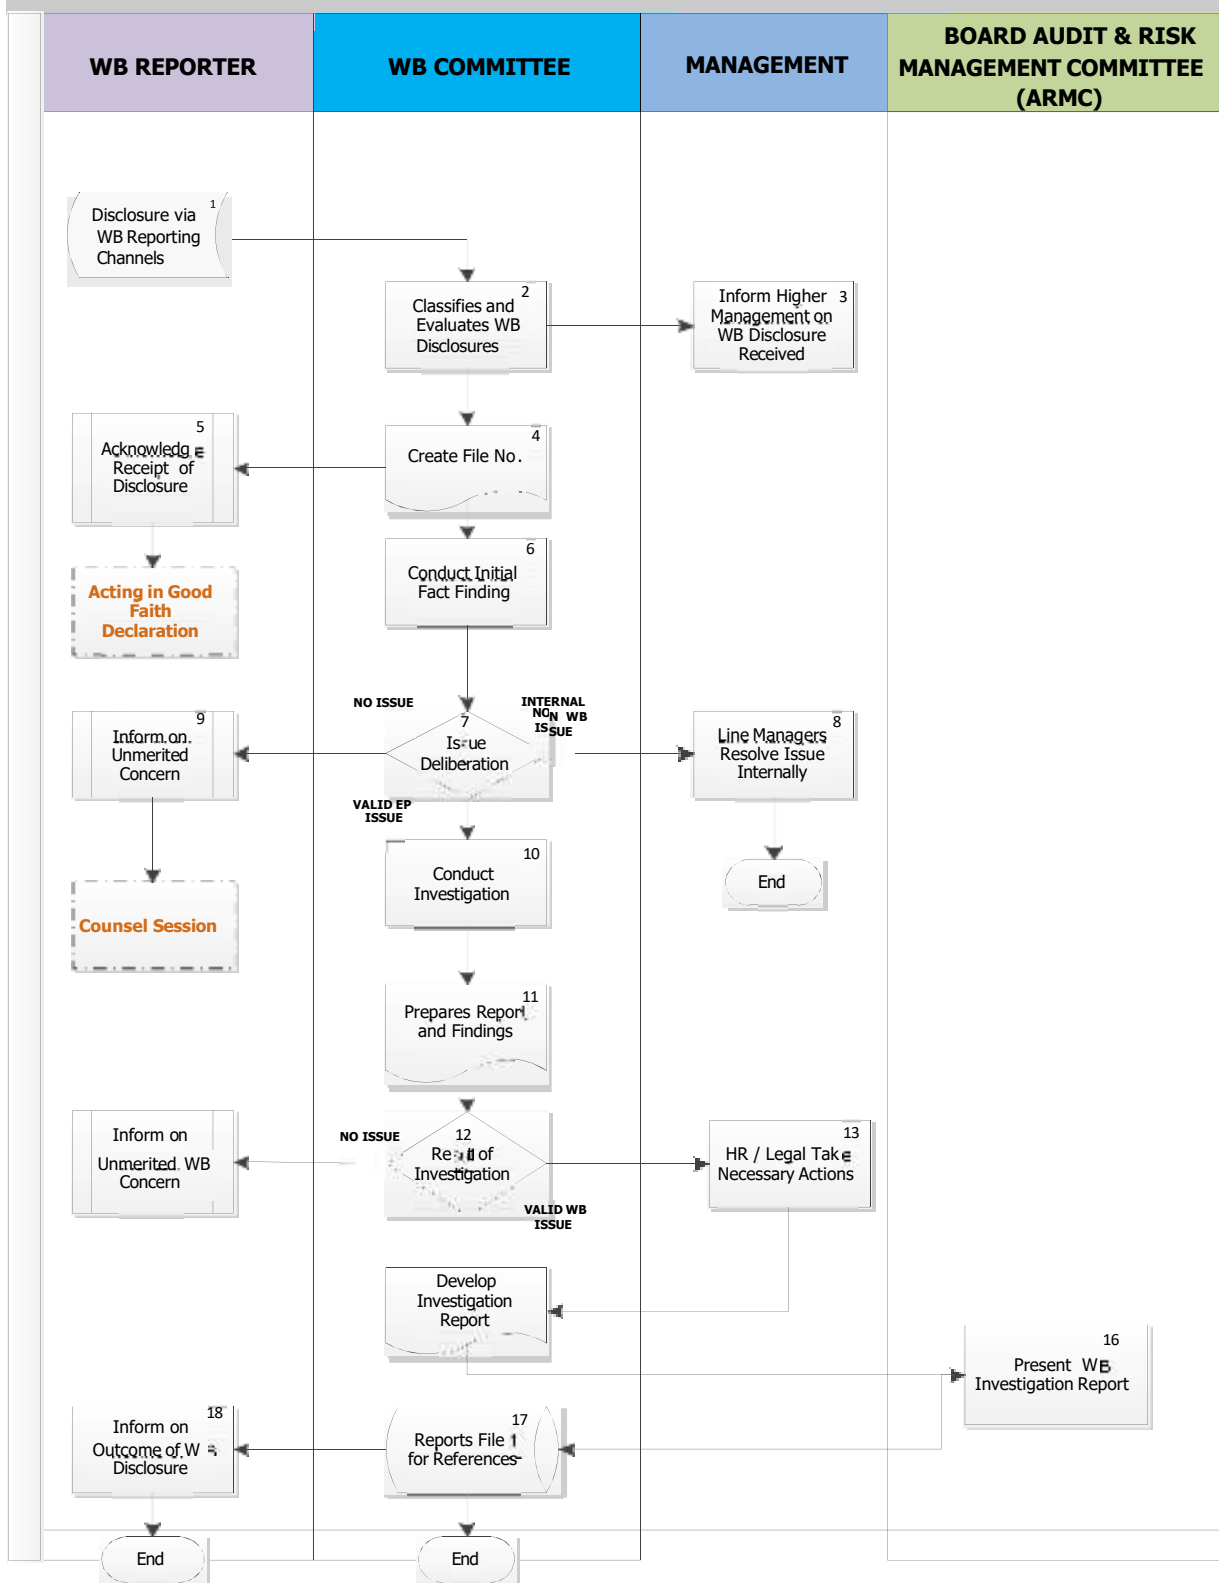 WB REPORTER
WB COMMITTEE
MANAGEMENT
BOARD AUDIT & RISK
MANAGEMENT COMMITTEE
(ARMC)
1
Disclosure via
WB Reporting
Channels
2
Classifies and
Evaluates WB
Disclosures
3
Inform Higher
Management on
WB Disclosure
Received
4
Create File No.
5
Acknowledg E
Receipt of
Disclosure
Acting in Good
Faith
Declaration
6
Conduct Initial
Fact Finding
NO ISSUE
INTERNAL
NON WB
ISSUE
7
Issue
Deliberation
8
Line Managers
Resolve Issue
Internally
End
9
Inform on
Unmerited
Concern
Counsel Session
VALID EP
ISSUE
10
Conduct
Investigation
11
Prepares Report
and Findings
NO ISSUE
12
Result of
Investigation
VALID WB
ISSUE
13
HR / Legal Take
Necessary Actions
Inform on
Unmerited WB
Concern
Develop
Investigation
Report
16
Present WB
Investigation Report
17
Reports File
for References
18
Inform on
Outcome of W
Disclosure
End
End